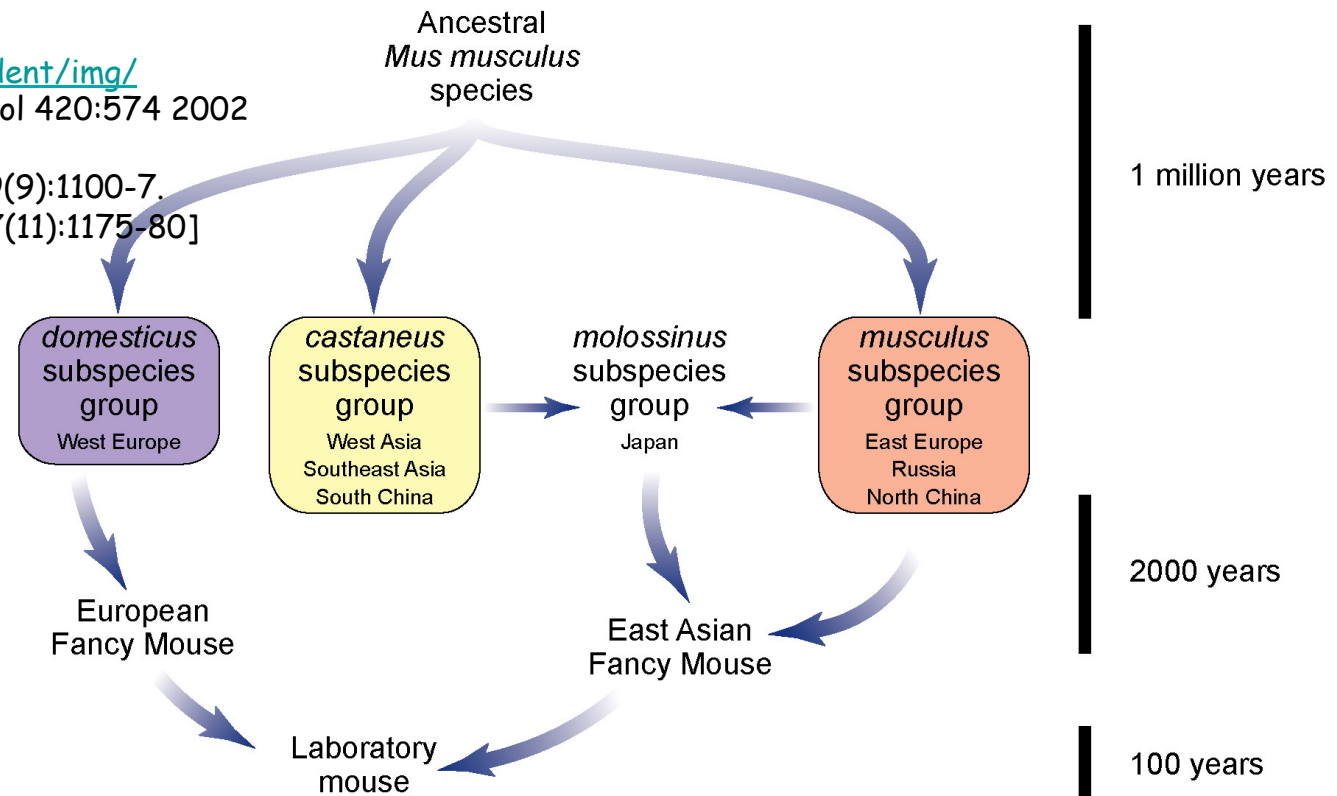 Ancestral
Mus musculus
species
lent/img/
ol 420:574 2002
9(9):1100-7.
7(11):1175-80]
1 million years
domesticus
subspecies
group
West Europe
castaneus
subspecies
group
West Asia
Southeast Asia
South China
molossinus
subspecies
group
Japan
musculus
subspecies
group
East Europe
Russia
North China
2000 years
European
Fancy Mouse
East Asian
Fancy Mouse
Laboratory
mouse
100 years